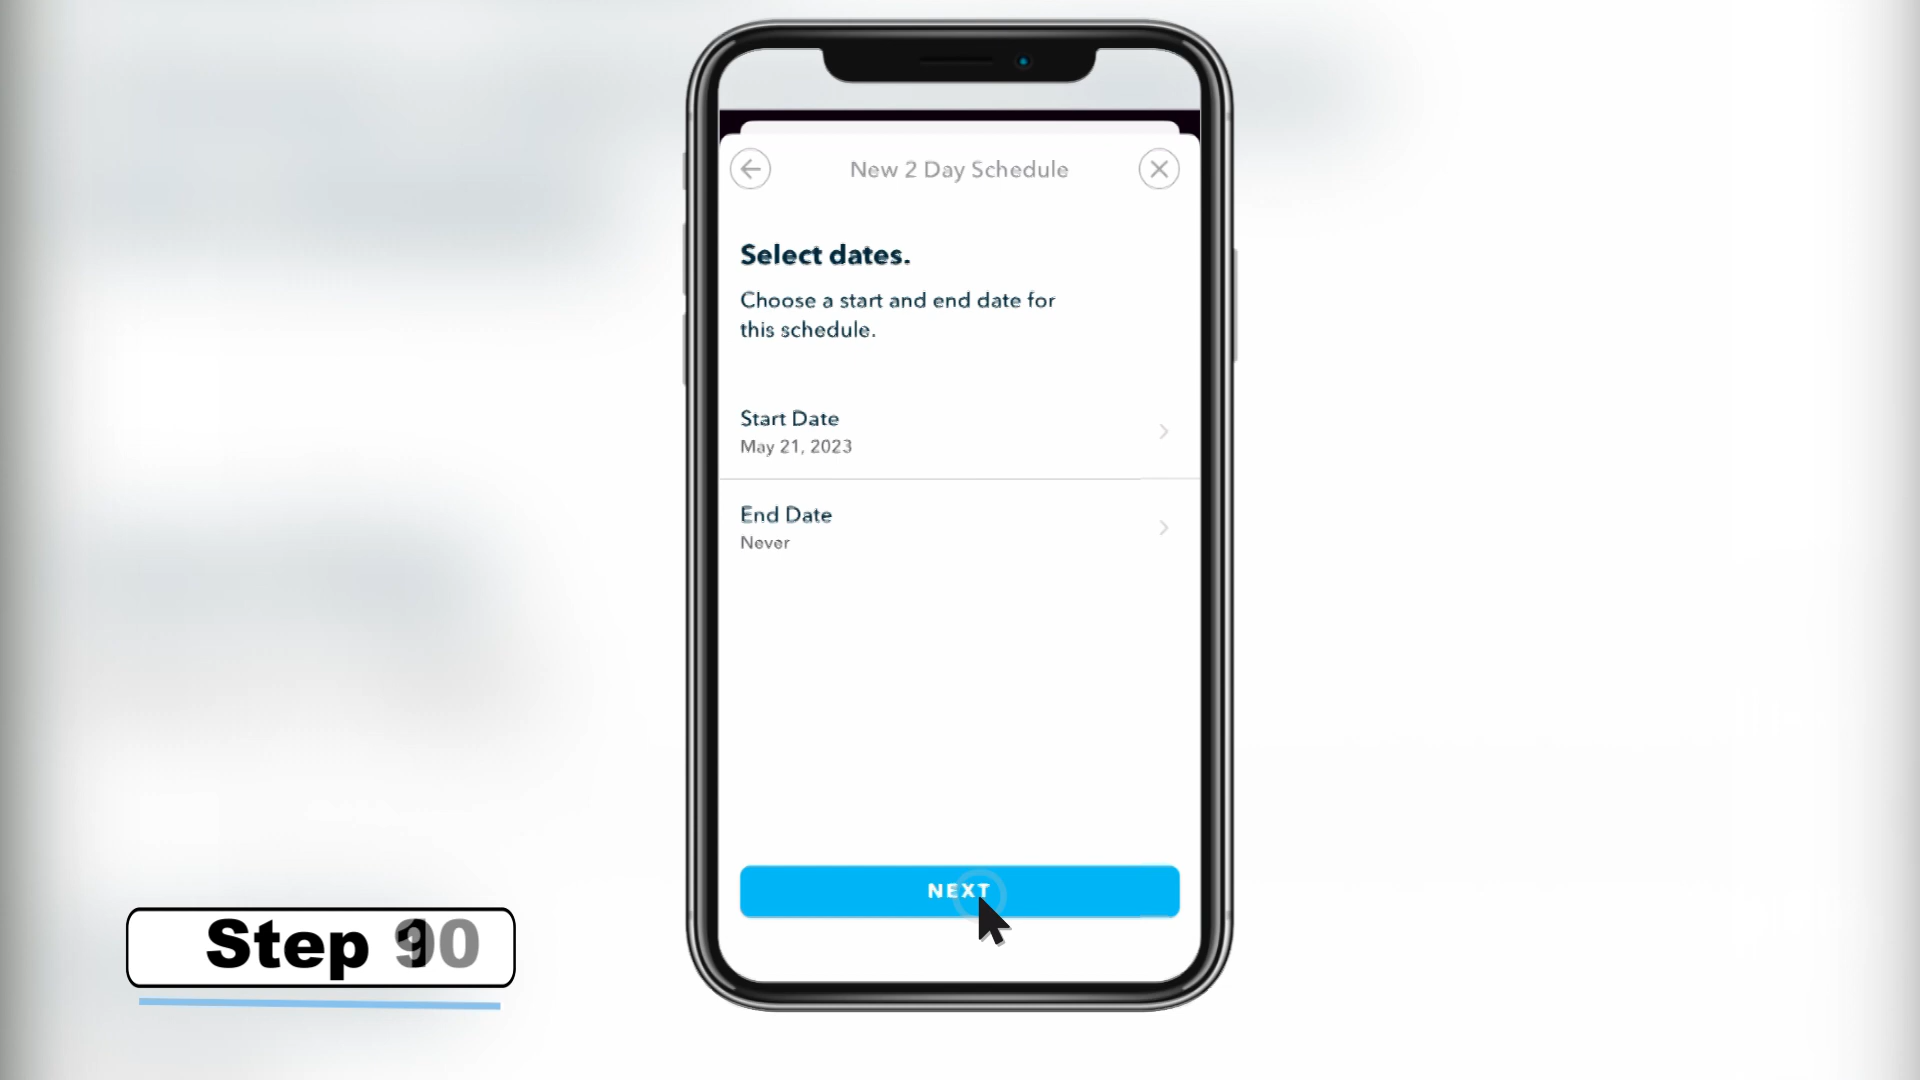 New 2 Day Schedule
Select dates.
Choose a start and end date for
this schedule.
Start Date
May 21, 2023
End Date
Never
NEXT
Step